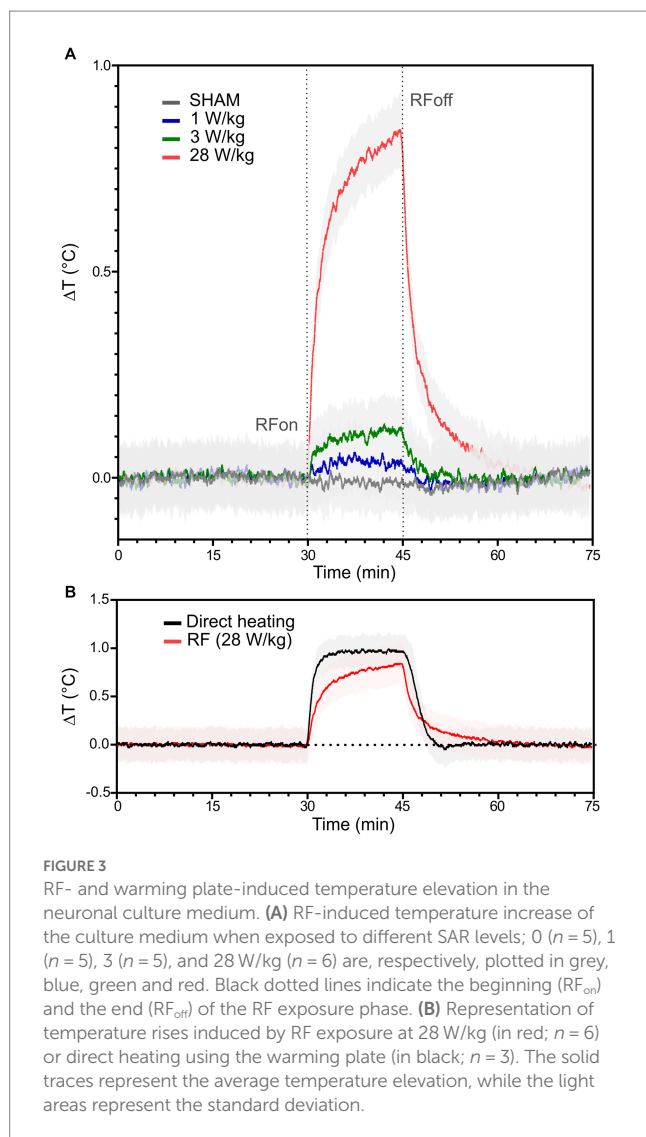 A
1.0
SHAM
1 W/kg
3 W/kg
28 W/kg
RFoff
0.5
ΔT (°C)
RFon
0.0
0 15 30 45 60 75
Time (min)
B
1.5
Direct heating
RF (28 W/kg)
1.0
ΔT (°C)
0.5
0.0
-0.5
0 15 30 45 60 75
Time (min)
FIGURE 3
RF- and warming plate-induced temperature elevation in the
neuronal culture medium. (A) RF-induced temperature increase of
the culture medium when exposed to different SAR levels; 0 (n = 5), 1
(n = 5), 3 (n = 5), and 28 W/kg (n = 6) are, respectively, plotted in grey,
blue, green and red. Black dotted lines indicate the beginning (RFon)
and the end (RFoff) of the RF exposure phase. (B) Representation of
temperature rises induced by RF exposure at 28 W/kg (in red; n = 6)
or direct heating using the warming plate (in black; n = 3). The solid
traces represent the average temperature elevation, while the light
areas represent the standard deviation.